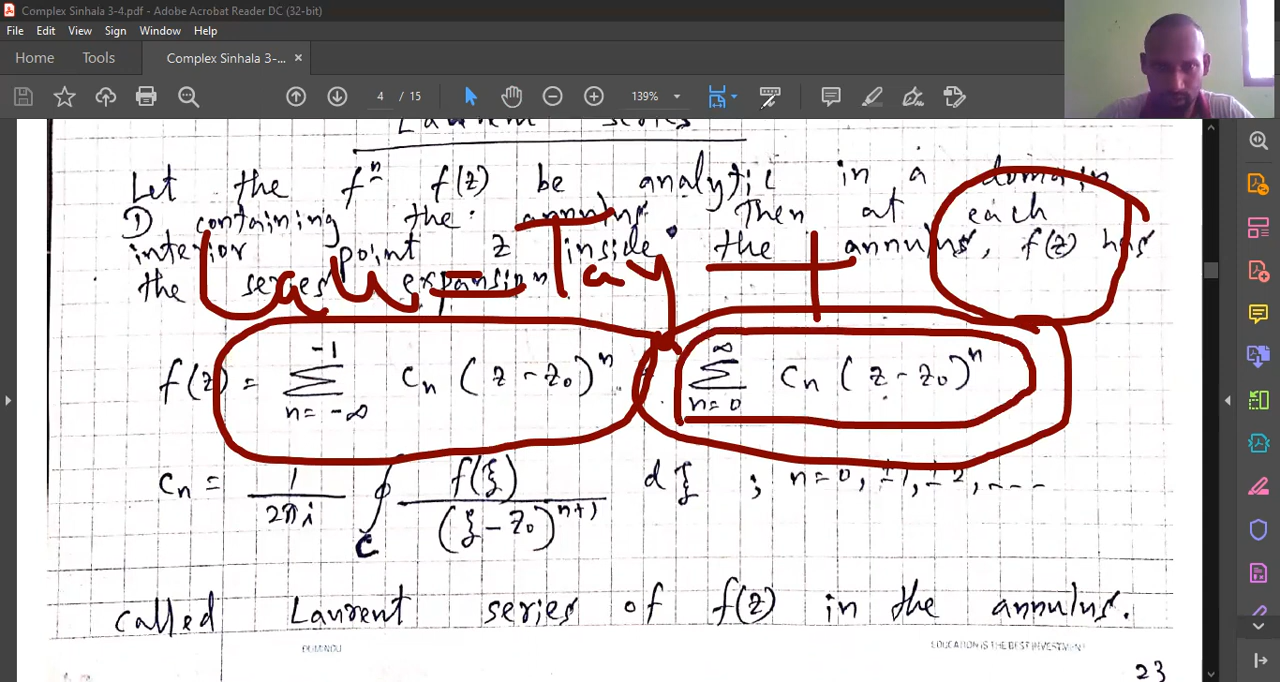 Complex Sinhala 3-4.pdf - Adobe Acrobat Reader DC (32-bit)
File Edit View Sign Window Help
Home Tools Complex Sinhala 3-... ×
4 / 15 139%
Laurent series
Let the fⁿ f(z) be analytic in a domain
D containing the annulus. Then at each
interior point z inside the annulus, f(z) has
the series expansion
f(z) = ∑_{n=-∞}^{-1} Cn (z - z₀)ⁿ ∑_{n=0}^{∞} Cn (z - z₀)ⁿ
Cn = 1/2πi ∮_C f(ξ)/(ξ - z₀)ⁿ⁺¹ dξ ; n = 0, ±1, ±2, ...
called Laurent series of f(z) in the annulus.
EDUCATION IS THE BEST INVESTMENT
23